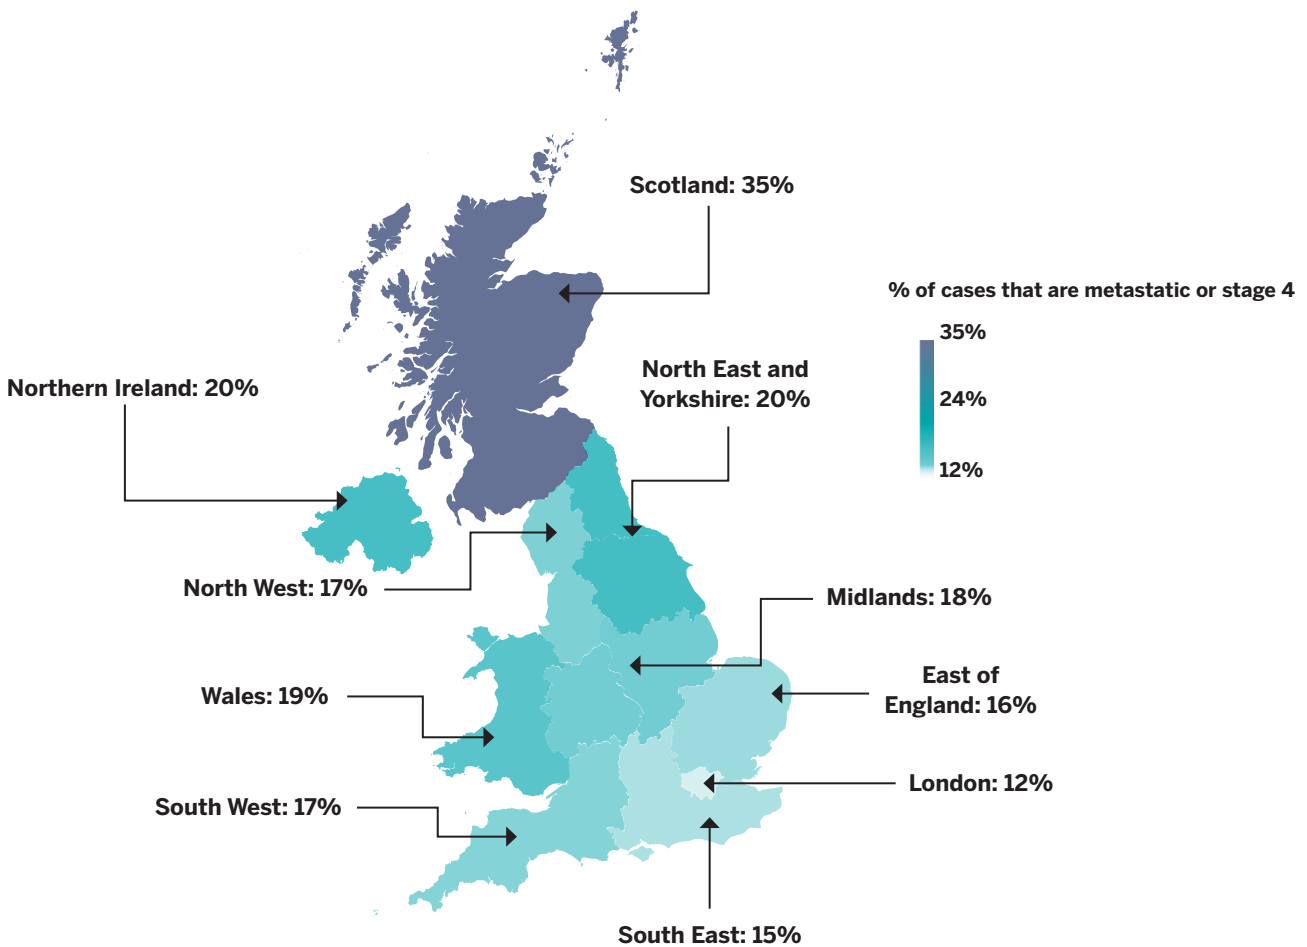 Scotland: 35%
% of cases that are metastatic or stage 4
35%
24%
12%
North East and
Yorkshire: 20%
Northern Ireland: 20%
North West: 17%
Midlands: 18%
East of
England: 16%
Wales: 19%
London: 12%
South West: 17%
South East: 15%